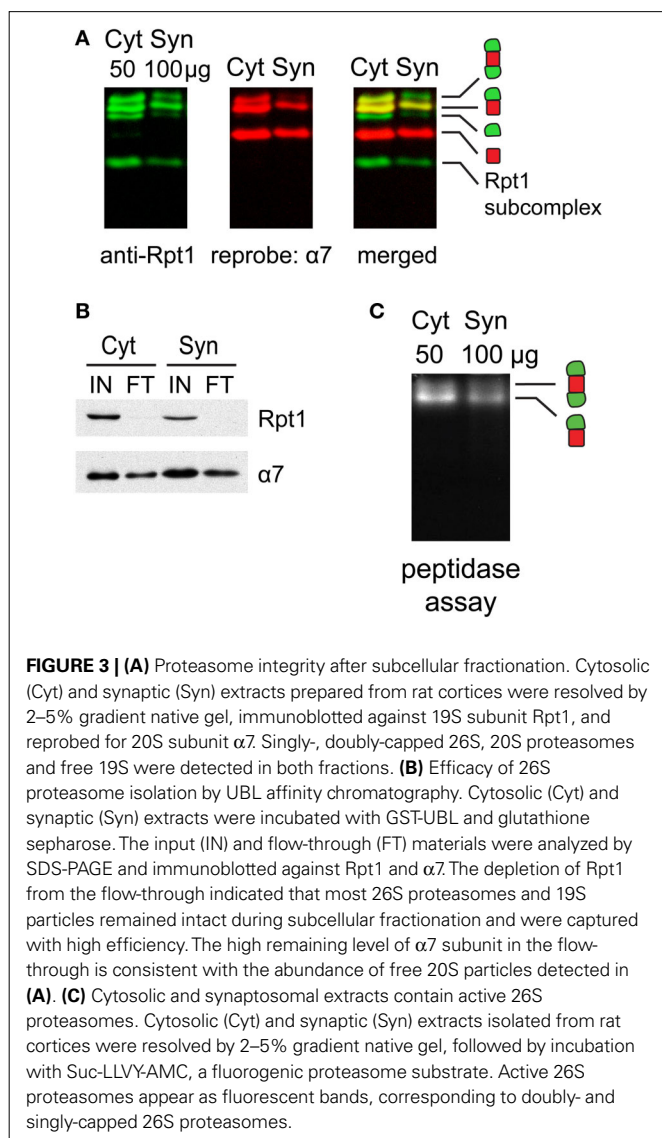 A
Cyt Syn
50 100µg
Cyt Syn
Cyt Syn
Rpt1
subcomplex
anti-Rpt1 reprobe: α7 merged
B
Cyt Syn
IN FT IN FT
Rpt1
α7
C
Cyt Syn
50 100 µg
peptidase
assay
FIGURE 3 | (A) Proteasome integrity after subcellular fractionation. Cytosolic
(Cyt) and synaptic (Syn) extracts prepared from rat cortices were resolved by
2–5% gradient native gel, immunoblotted against 19S subunit Rpt1, and
reprobed for 20S subunit α7. Singly-, doubly-capped 26S, 20S proteasomes
and free 19S were detected in both fractions. (B) Efficacy of 26S
proteasome isolation by UBL affinity chromatography. Cytosolic (Cyt) and
synaptic (Syn) extracts were incubated with GST-UBL and glutathione
sepharose. The input (IN) and flow-through (FT) materials were analyzed by
SDS-PAGE and immunoblotted against Rpt1 and α7. The depletion of Rpt1
from the flow-through indicated that most 26S proteasomes and 19S
particles remained intact during subcellular fractionation and were captured
with high efficiency. The high remaining level of α7 subunit in the flow-
through is consistent with the abundance of free 20S particles detected in
(A). (C) Cytosolic and synaptosomal extracts contain active 26S
proteasomes. Cytosolic (Cyt) and synaptic (Syn) extracts isolated from rat
cortices were resolved by 2–5% gradient native gel, followed by incubation
with Suc-LLVY-AMC, a fluorogenic proteasome substrate. Active 26S
proteasomes appear as fluorescent bands, corresponding to doubly- and
singly-capped 26S proteasomes.